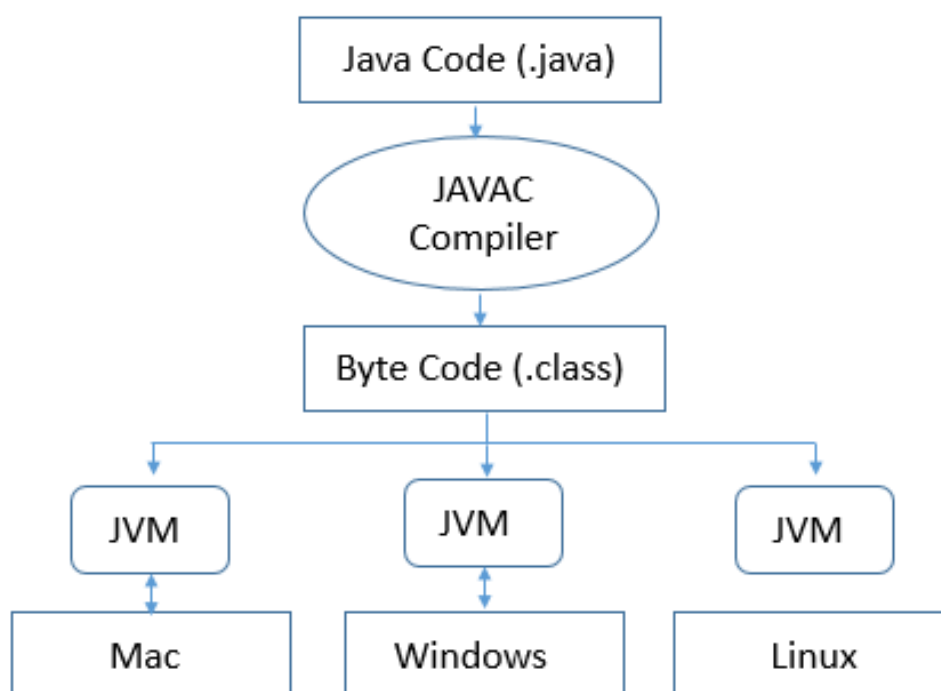 Java Code (.java)
JAVAC
Compiler
Byte Code (.class)
JVM
JVM
JVM
Mac
Windows
Linux